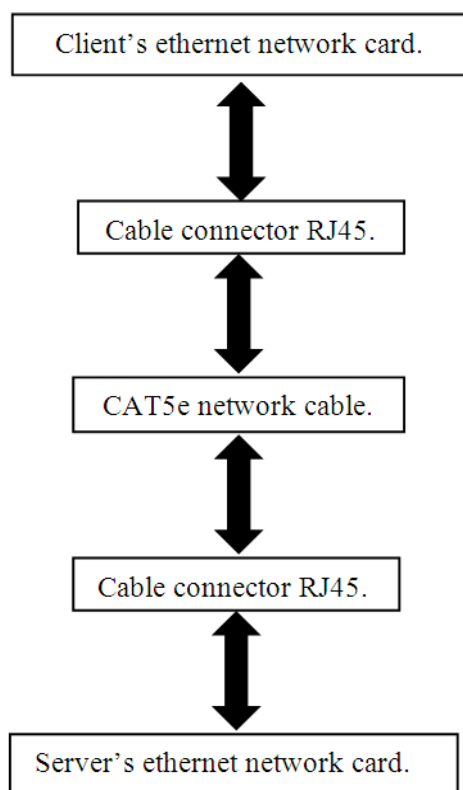 Client’s ethernet network card.
Cable connector RJ45.
CAT5e network cable.
Cable connector RJ45.
Server’s ethernet network card.